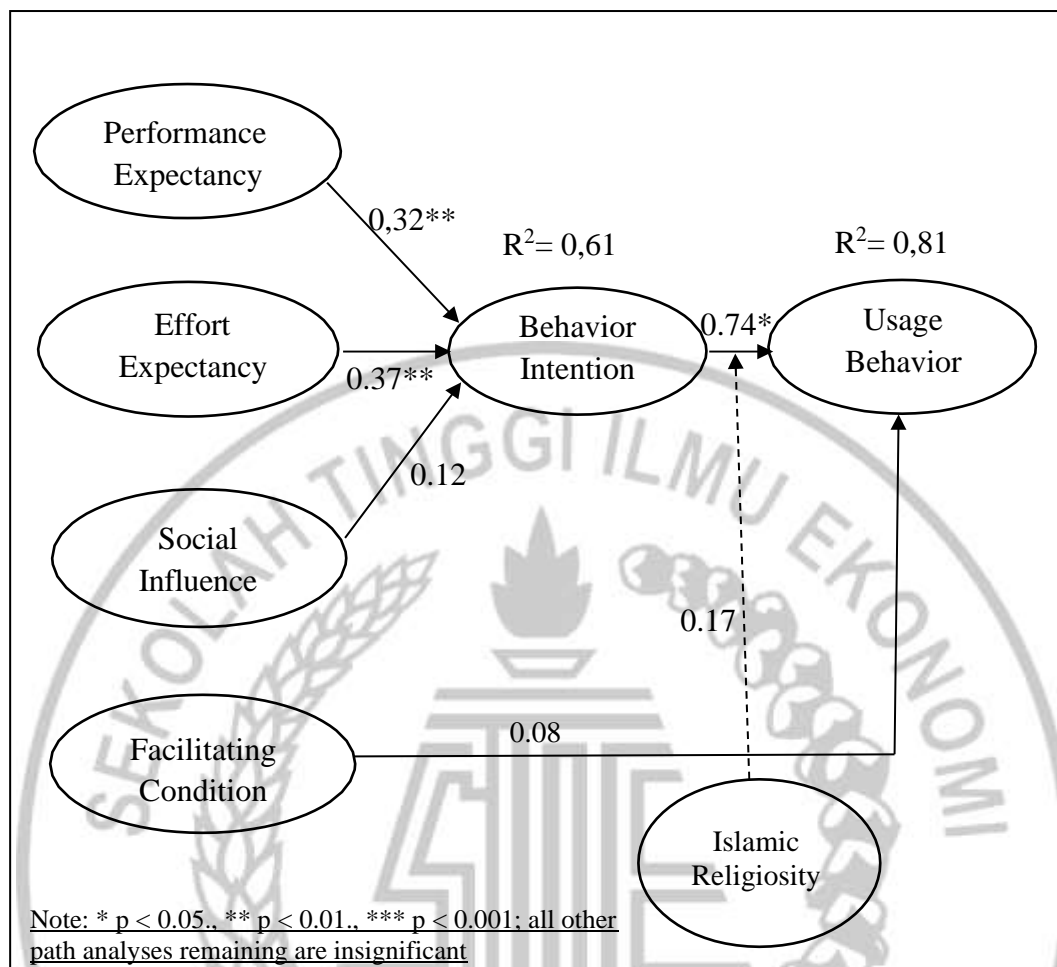 Performance
Expectancy
0,32**
R²= 0,61
R²= 0,81
Effort
Expectancy
0.37**
Behavior
Intention
0.74*
Usage
Behavior
0.12
Social
Influence
0.17
Facilitating
Condition
0.08
Islamic
Religiosity
Note: * p < 0.05., ** p < 0.01., *** p < 0.001; all other
path analyses remaining are insignificant
SEKOLAH TINGGI ILMU EKONOMI